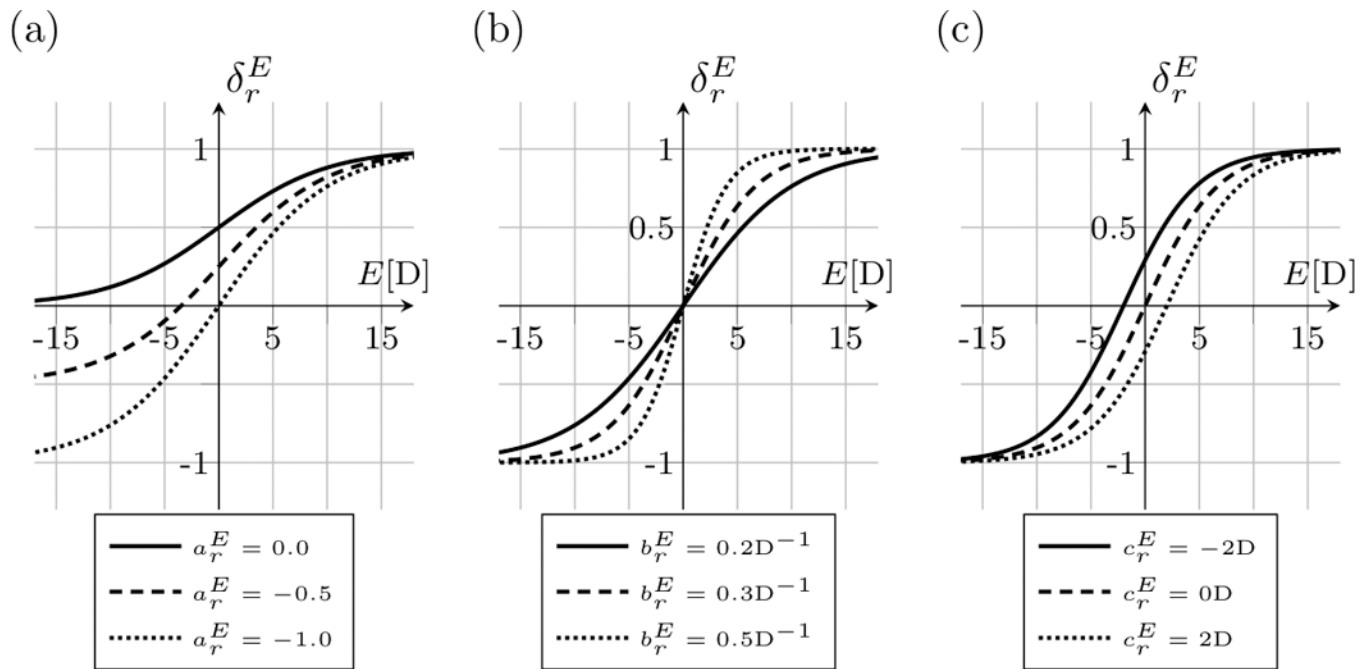 (a) (b) (c)
δ_r^E δ_r^E δ_r^E
1 1 1
0.5 0.5
E[D] E[D] E[D]
-15 -5 5 15 -15 -5 5 15 -15 -5 5 15
-1 -1 -1
a_r^E = 0.0 b_r^E = 0.2D⁻¹ c_r^E = −2D
a_r^E = −0.5 b_r^E = 0.3D⁻¹ c_r^E = 0D
a_r^E = −1.0 b_r^E = 0.5D⁻¹ c_r^E = 2D